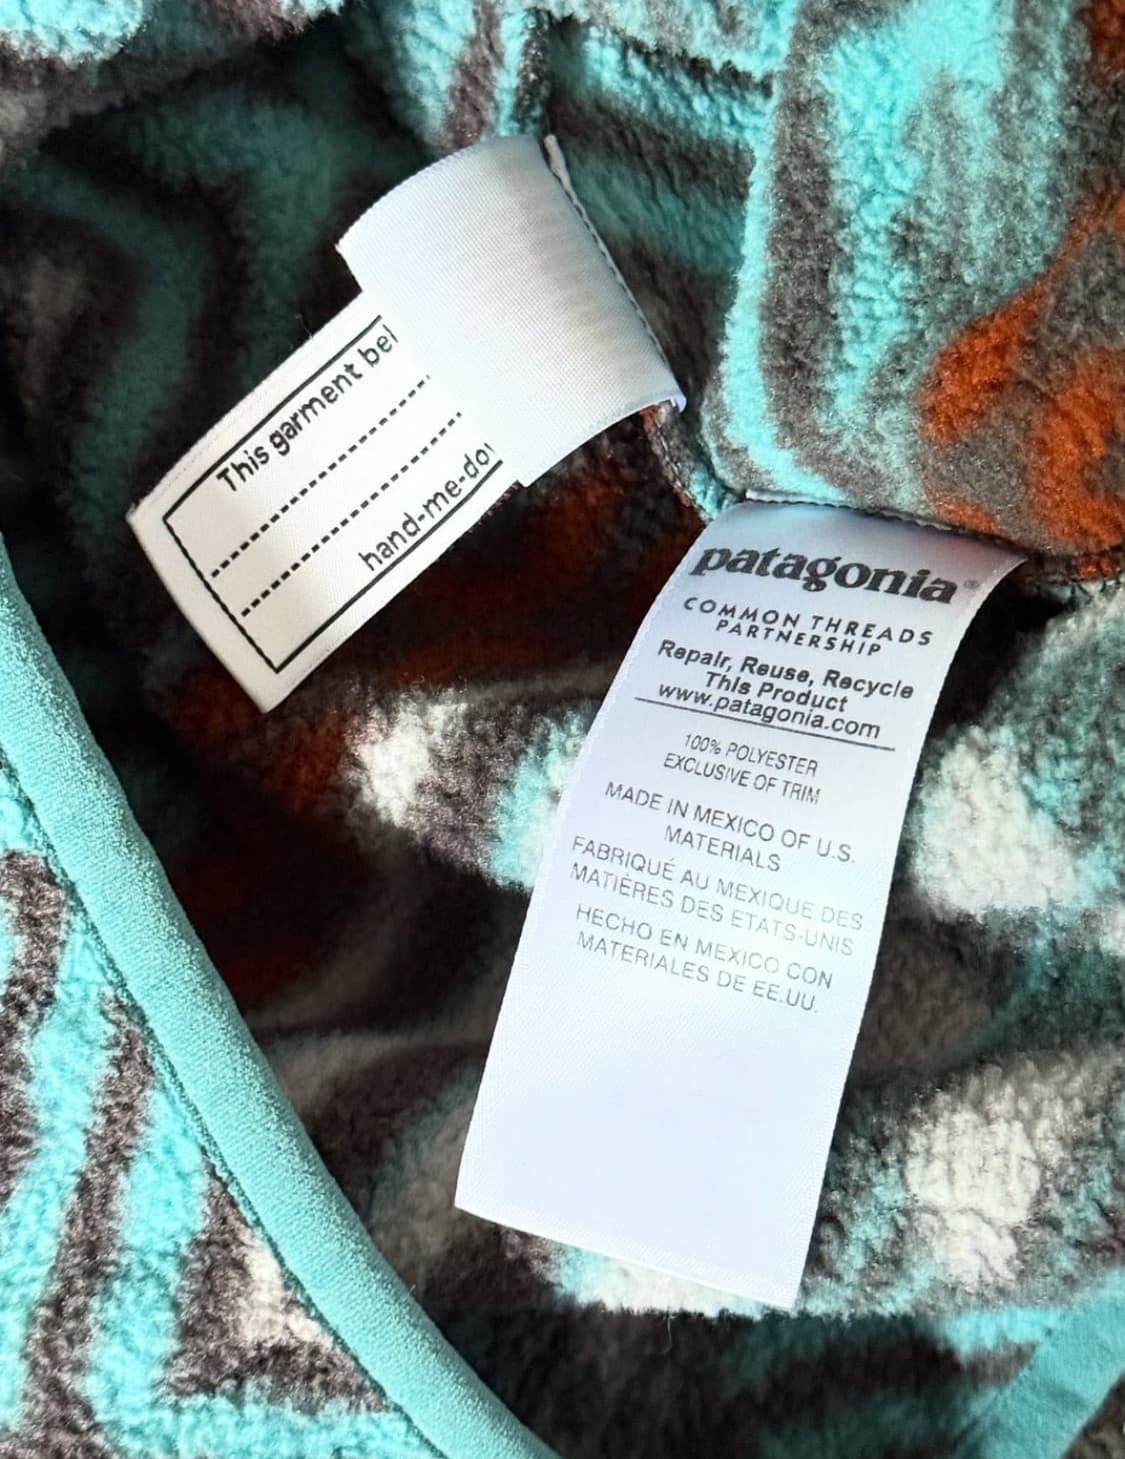 This garment bel
hand-me-do
patagonia®
COMMON THREADS
PARTNERSHIP
Repair, Reuse, Recycle
This Product
www.patagonia.com
100% POLYESTER
EXCLUSIVE OF TRIM
MADE IN MEXICO OF U.S.
MATERIALS
FABRIQUÉ AU MEXIQUE DES
MATIÈRES DES ETATS-UNIS
HECHO EN MEXICO CON
MATERIALES DE EE.UU.